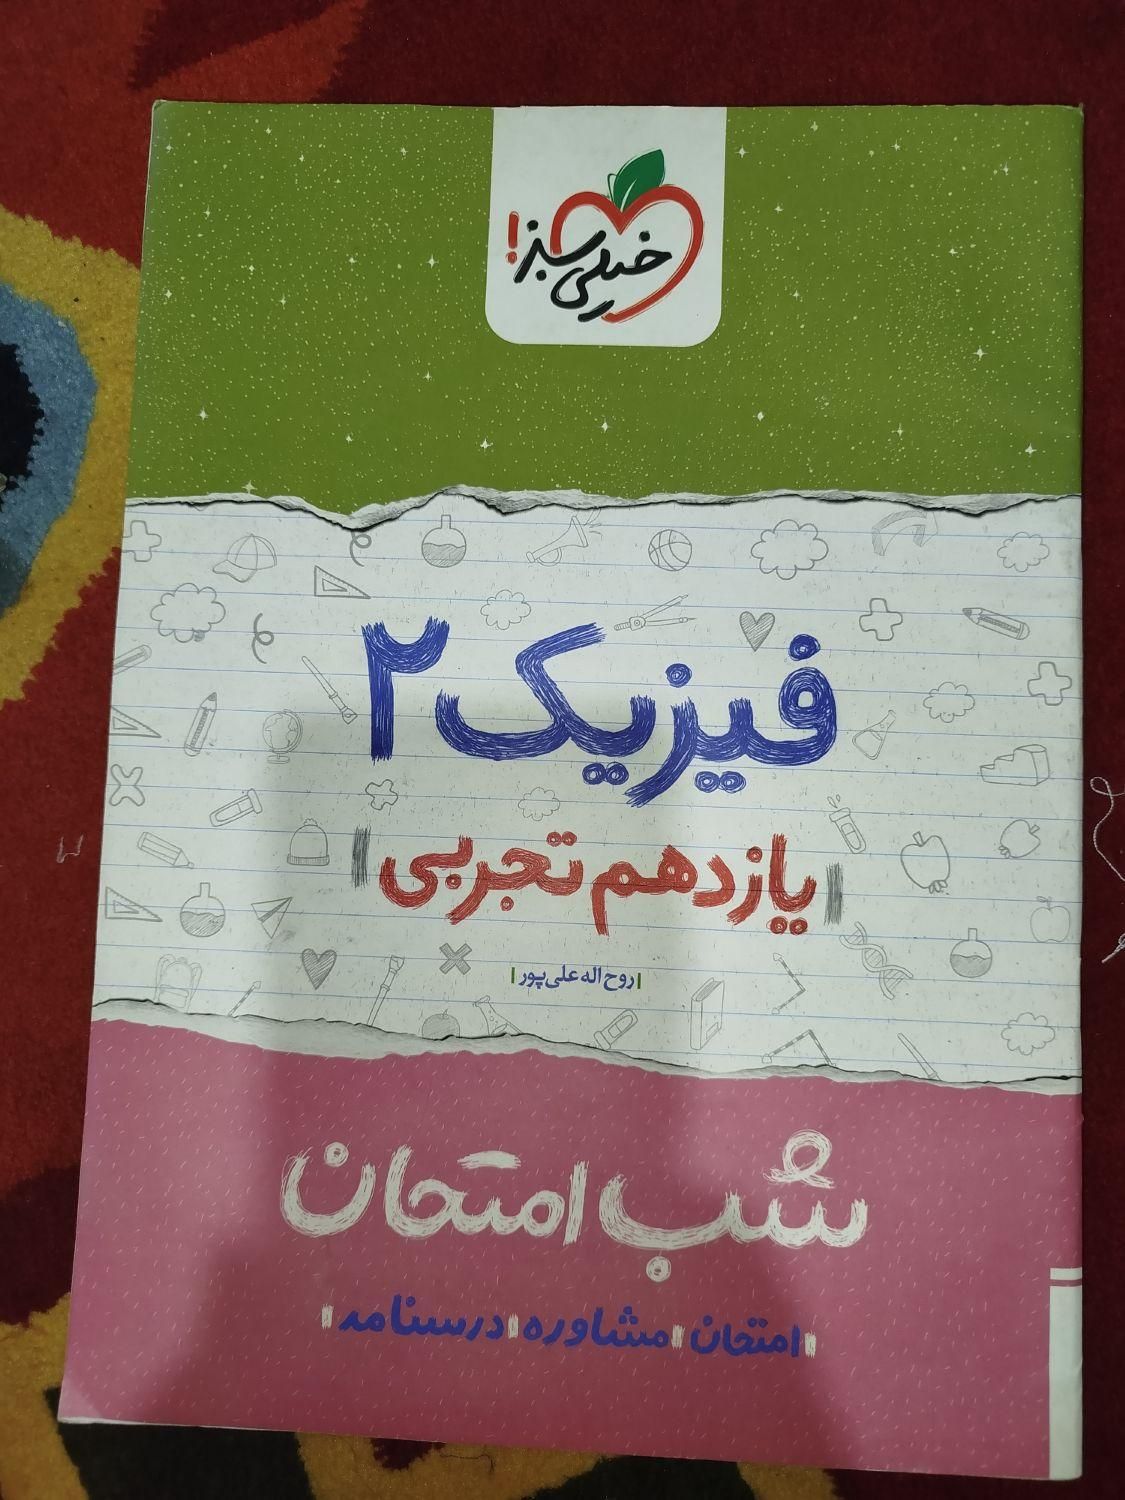 خیلی سبز!
فیزیک ۲
| یازدهم تجربی |
| روح اله علی‌پور |
شب امتحان
| امتحان | مشاوره | درسنامه |